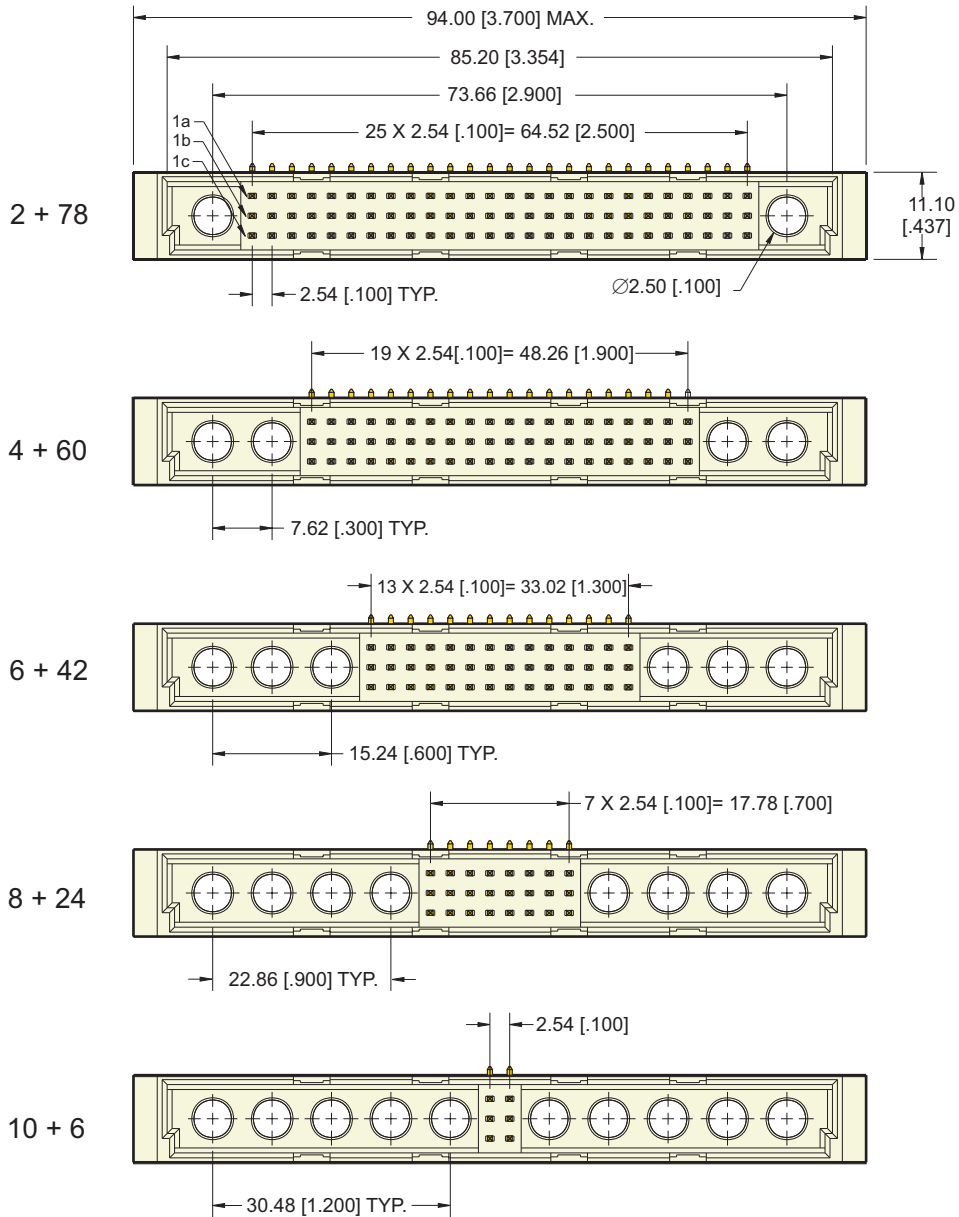 94.00 [3.700] MAX.
85.20 [3.354]
73.66 [2.900]
25 X 2.54 [.100]= 64.52 [2.500]
1a
1b
1c
2 + 78
11.10
[.437]
2.54 [.100] TYP.
∅2.50 [.100]
19 X 2.54[.100]= 48.26 [1.900]
4 + 60
7.62 [.300] TYP.
13 X 2.54 [.100]= 33.02 [1.300]
6 + 42
15.24 [.600] TYP.
7 X 2.54 [.100]= 17.78 [.700]
8 + 24
22.86 [.900] TYP.
2.54 [.100]
10 + 6
30.48 [1.200] TYP.